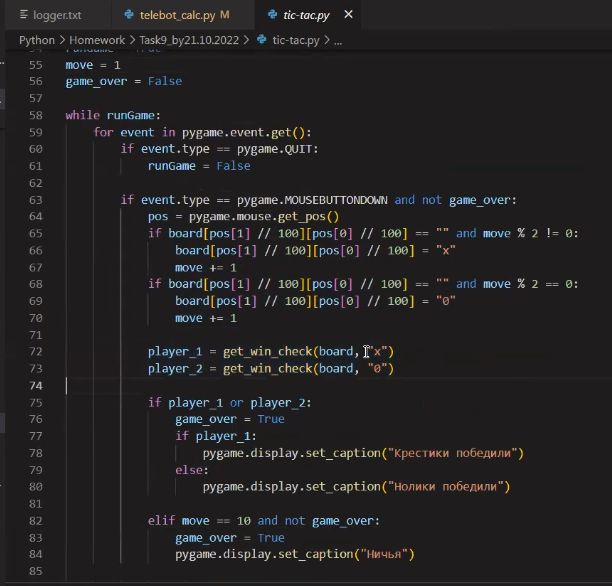 logger.txt telebot_calc.py M tic-tac.py
Python > Homework > Task9_by21.10.2022 > tic-tac.py > ...
55 move = 1
56 game_over = False
57
58 while runGame:
59     for event in pygame.event.get():
60         if event.type == pygame.QUIT:
61             runGame = False
62
63         if event.type == pygame.MOUSEBUTTONDOWN and not game_over:
64             pos = pygame.mouse.get_pos()
65             if board[pos[1] // 100][pos[0] // 100] == "" and move % 2 != 0:
66                 board[pos[1] // 100][pos[0] // 100] = "x"
67                 move += 1
68             if board[pos[1] // 100][pos[0] // 100] == "" and move % 2 == 0:
69                 board[pos[1] // 100][pos[0] // 100] = "0"
70                 move += 1
71
72             player_1 = get_win_check(board, "x")
73             player_2 = get_win_check(board, "0")
74
75             if player_1 or player_2:
76                 game_over = True
77                 if player_1:
78                     pygame.display.set_caption("Крестики победили")
79                 else:
80                     pygame.display.set_caption("Нолики победили")
81
82             elif move == 10 and not game_over:
83                 game_over = True
84                 pygame.display.set_caption("Ничья")
85